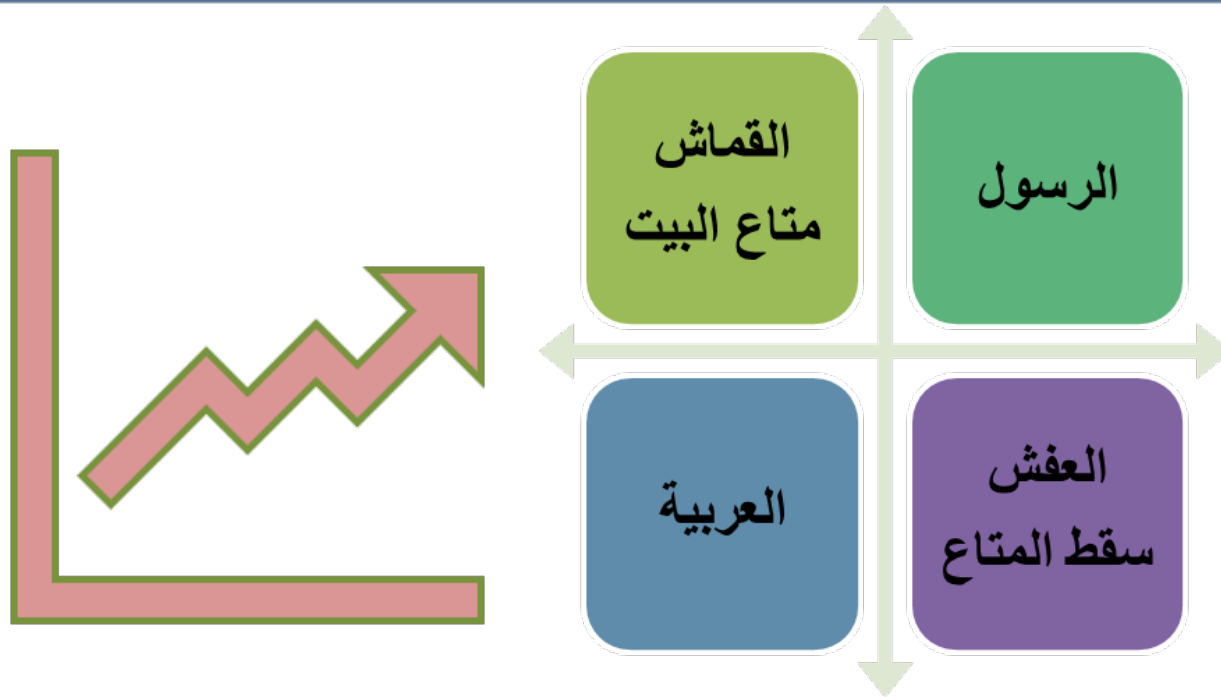 الرسول
القماش
متاع البيت
العفش
سقط المتاع
العربية